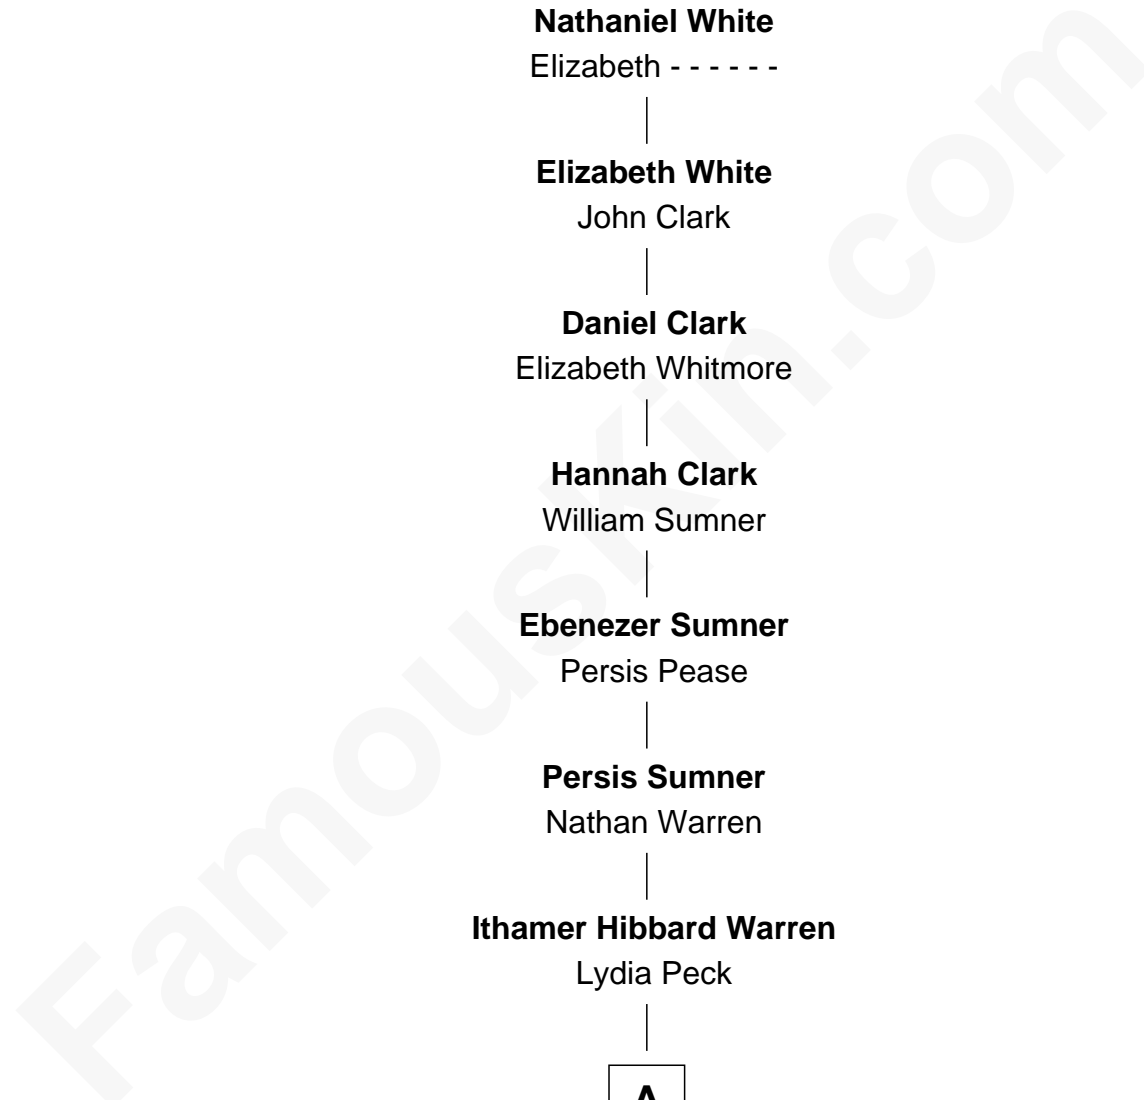 Nathaniel White
Elizabeth - - - - - -
Elizabeth White
John Clark
Daniel Clark
Elizabeth Whitmore
Hannah Clark
William Sumner
Ebenezer Sumner
Persis Pease
Persis Sumner
Nathan Warren
Ithamer Hibbard Warren
Lydia Peck
A
FamousKin.com